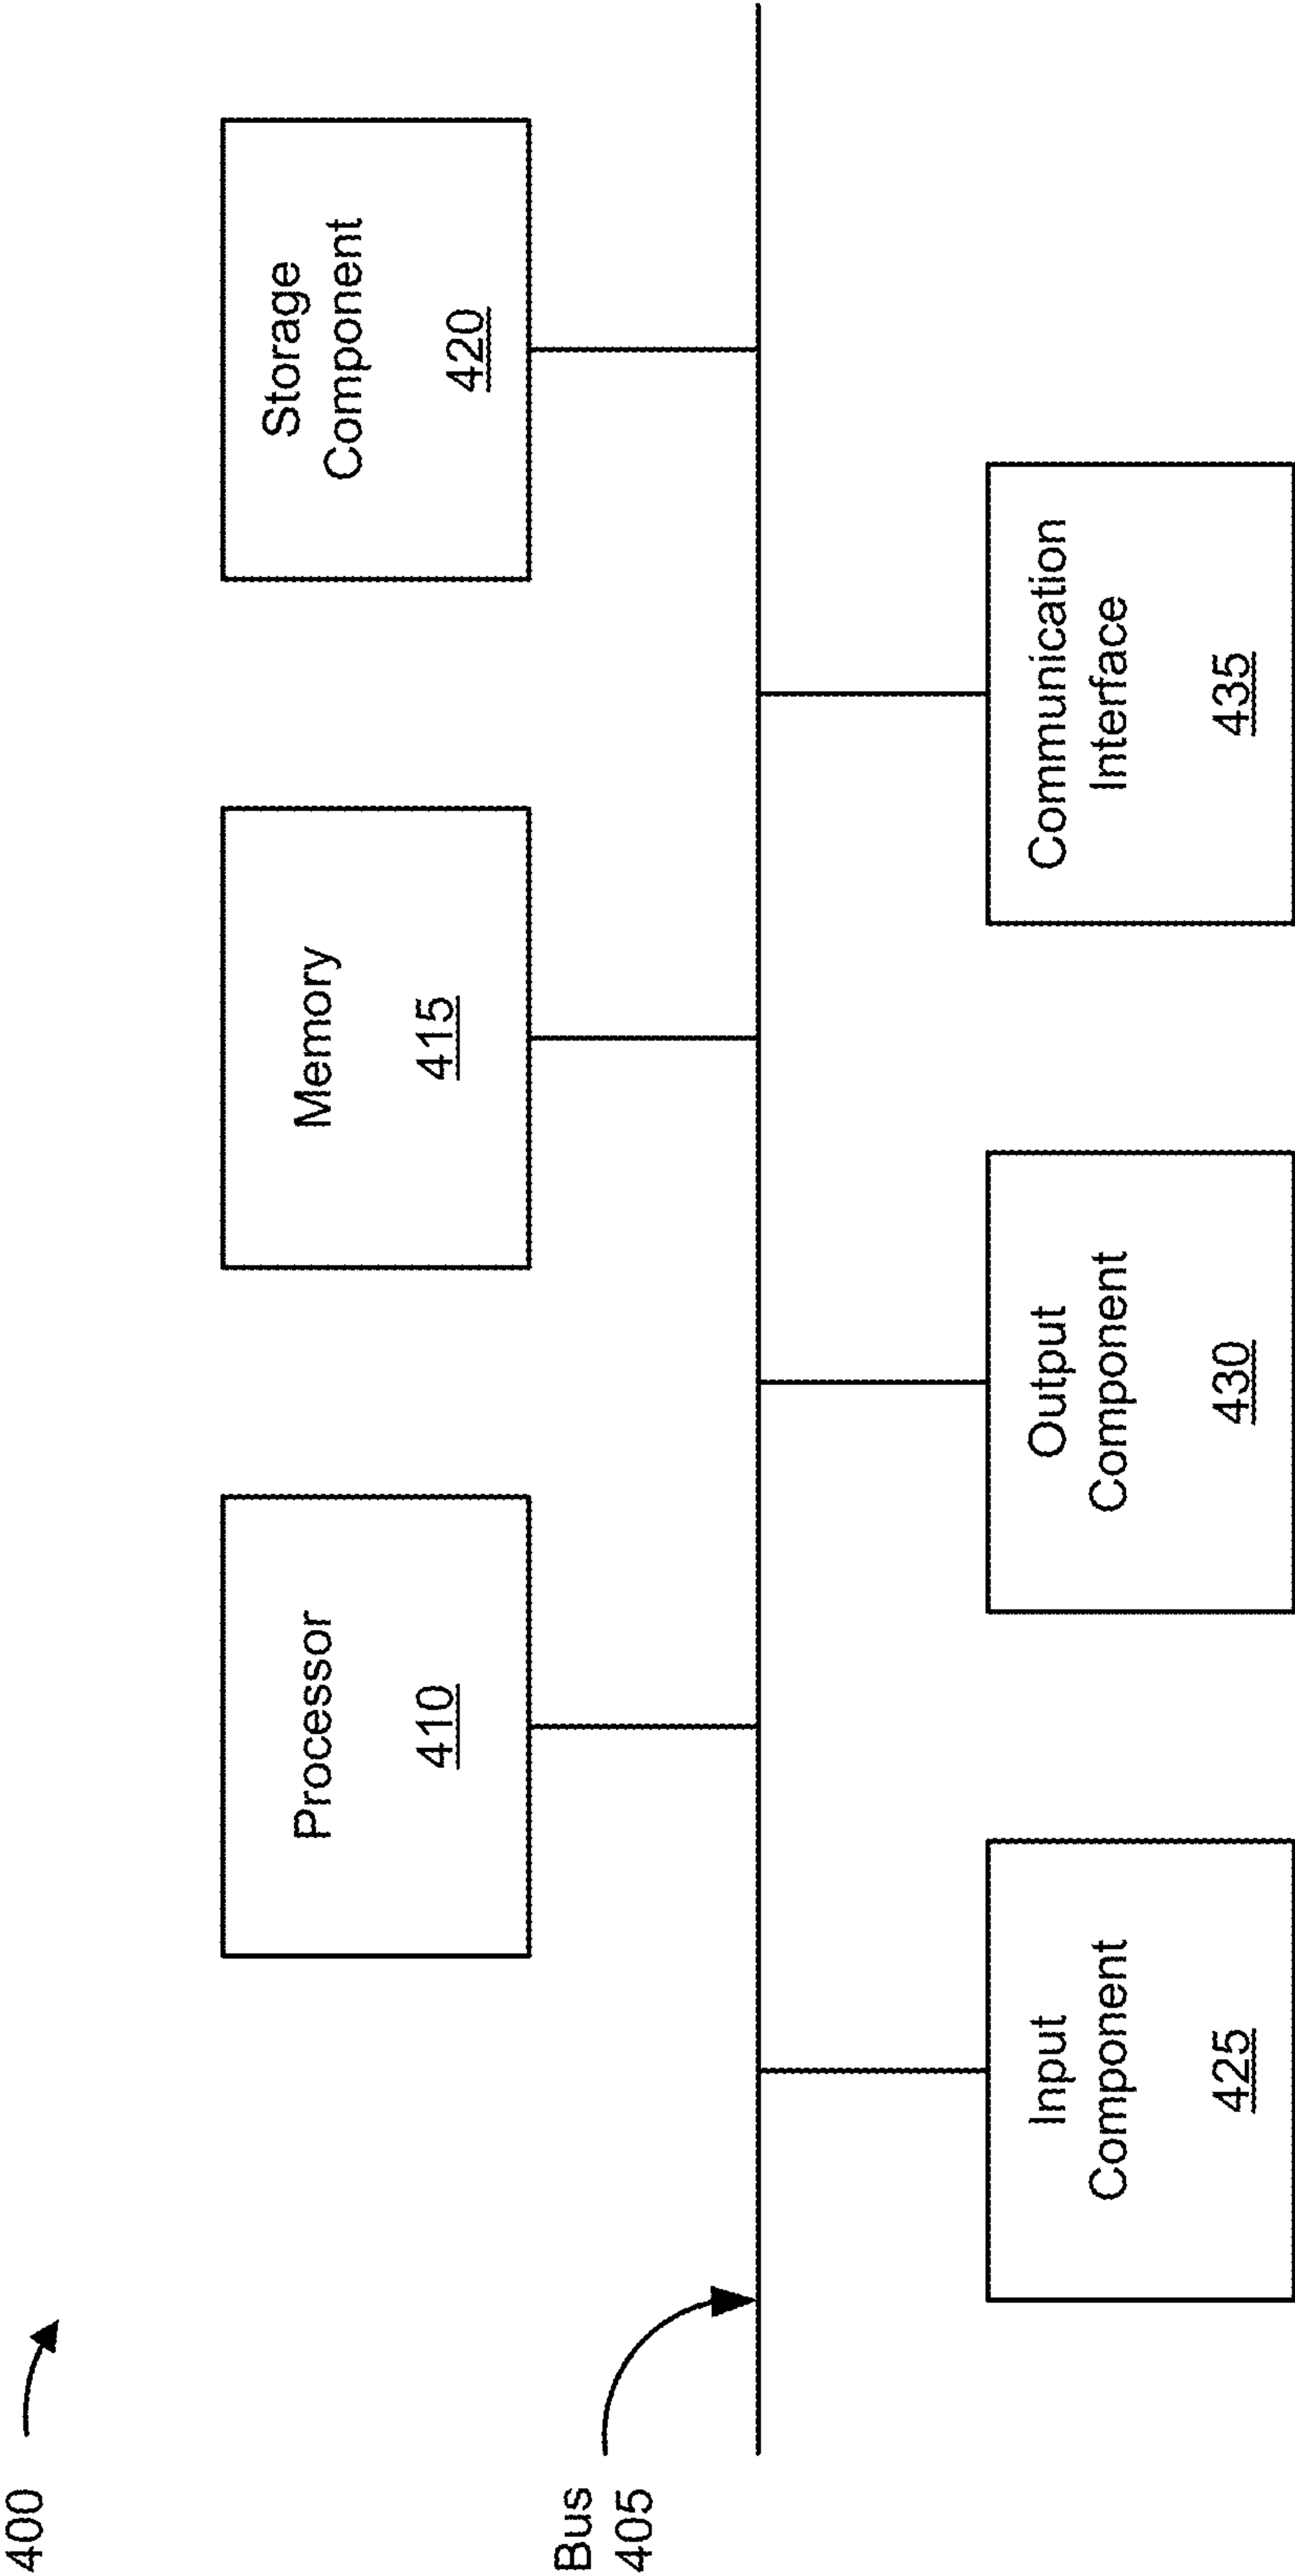 400
Processor
410
Memory
415
Storage
Component
420
Bus
405
Input
Component
425
Output
Component
430
Communication
Interface
435